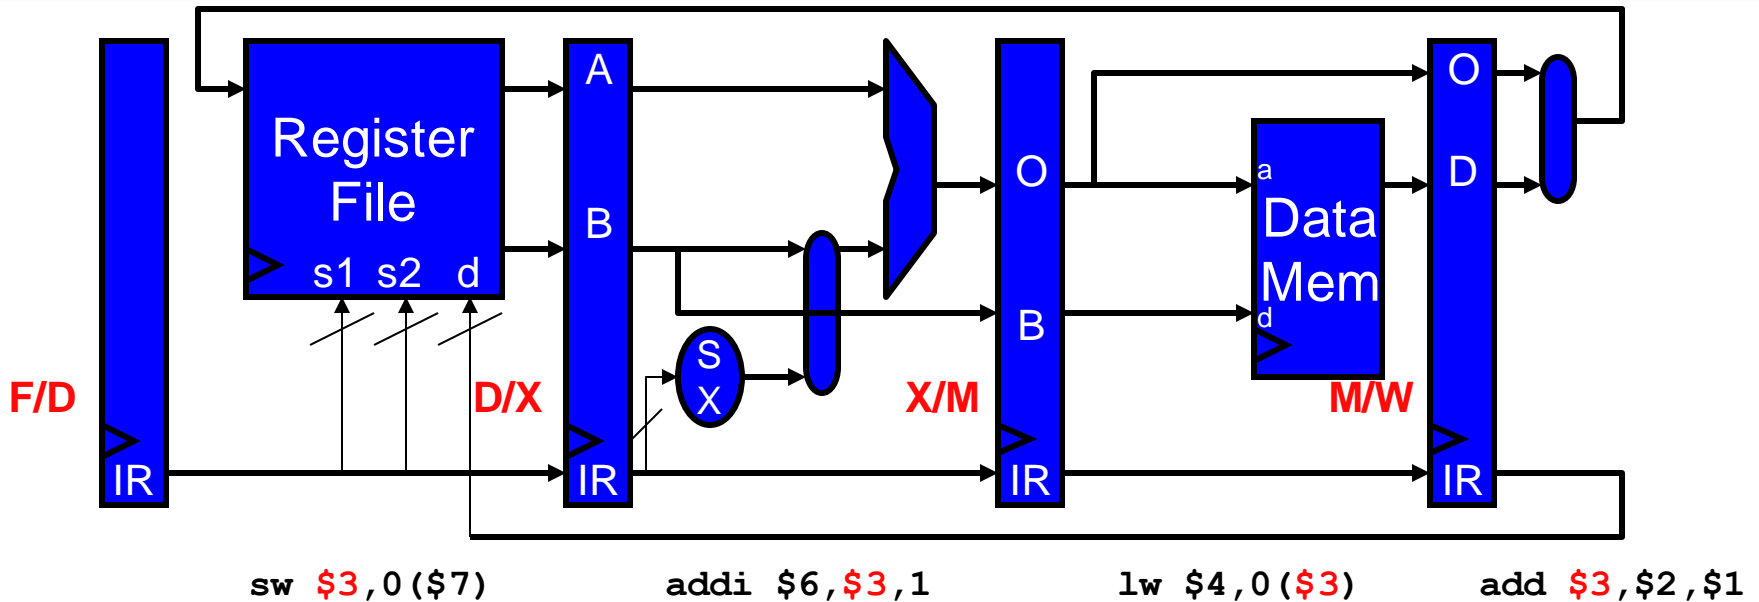 Register
File
s1 s2 d
A
B
S
X
O
B
a
Data
Mem
d
O
D
F/D
D/X
X/M
M/W
IR
IR
IR
IR
sw $3,0($7)
addi $6,$3,1
lw $4,0($3)
add $3,$2,$1